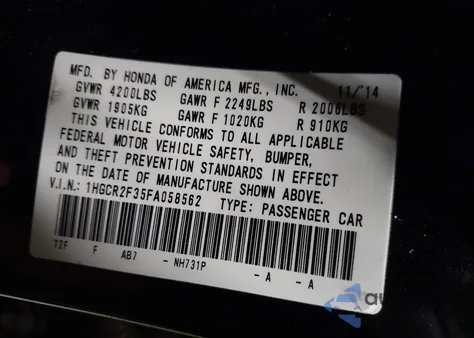 MFD. BY HONDA OF AMERICA MFG., INC. 11/'14
GVWR 4200LBS GAWR F 2249LBS R 2006LBS
GVWR 1905KG GAWR F 1020KG R 910KG
THIS VEHICLE CONFORMS TO ALL APPLICABLE
FEDERAL MOTOR VEHICLE SAFETY, BUMPER,
AND THEFT PREVENTION STANDARDS IN EFFECT
ON THE DATE OF MANUFACTURE SHOWN ABOVE.
V.I.N.: 1HGCR2F35FA058562 TYPE: PASSENGER CAR
T2F F AB7 - NH731P - A - A